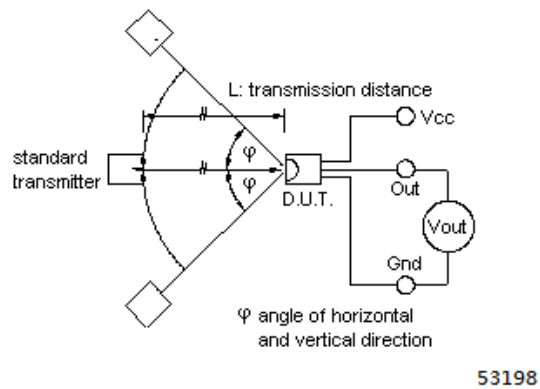 L: transmission distance
Vcc
standard
transmitter
φ
φ
D.U.T.
Out
Vout
Gnd
φ angle of horizontal
and vertical direction
53198